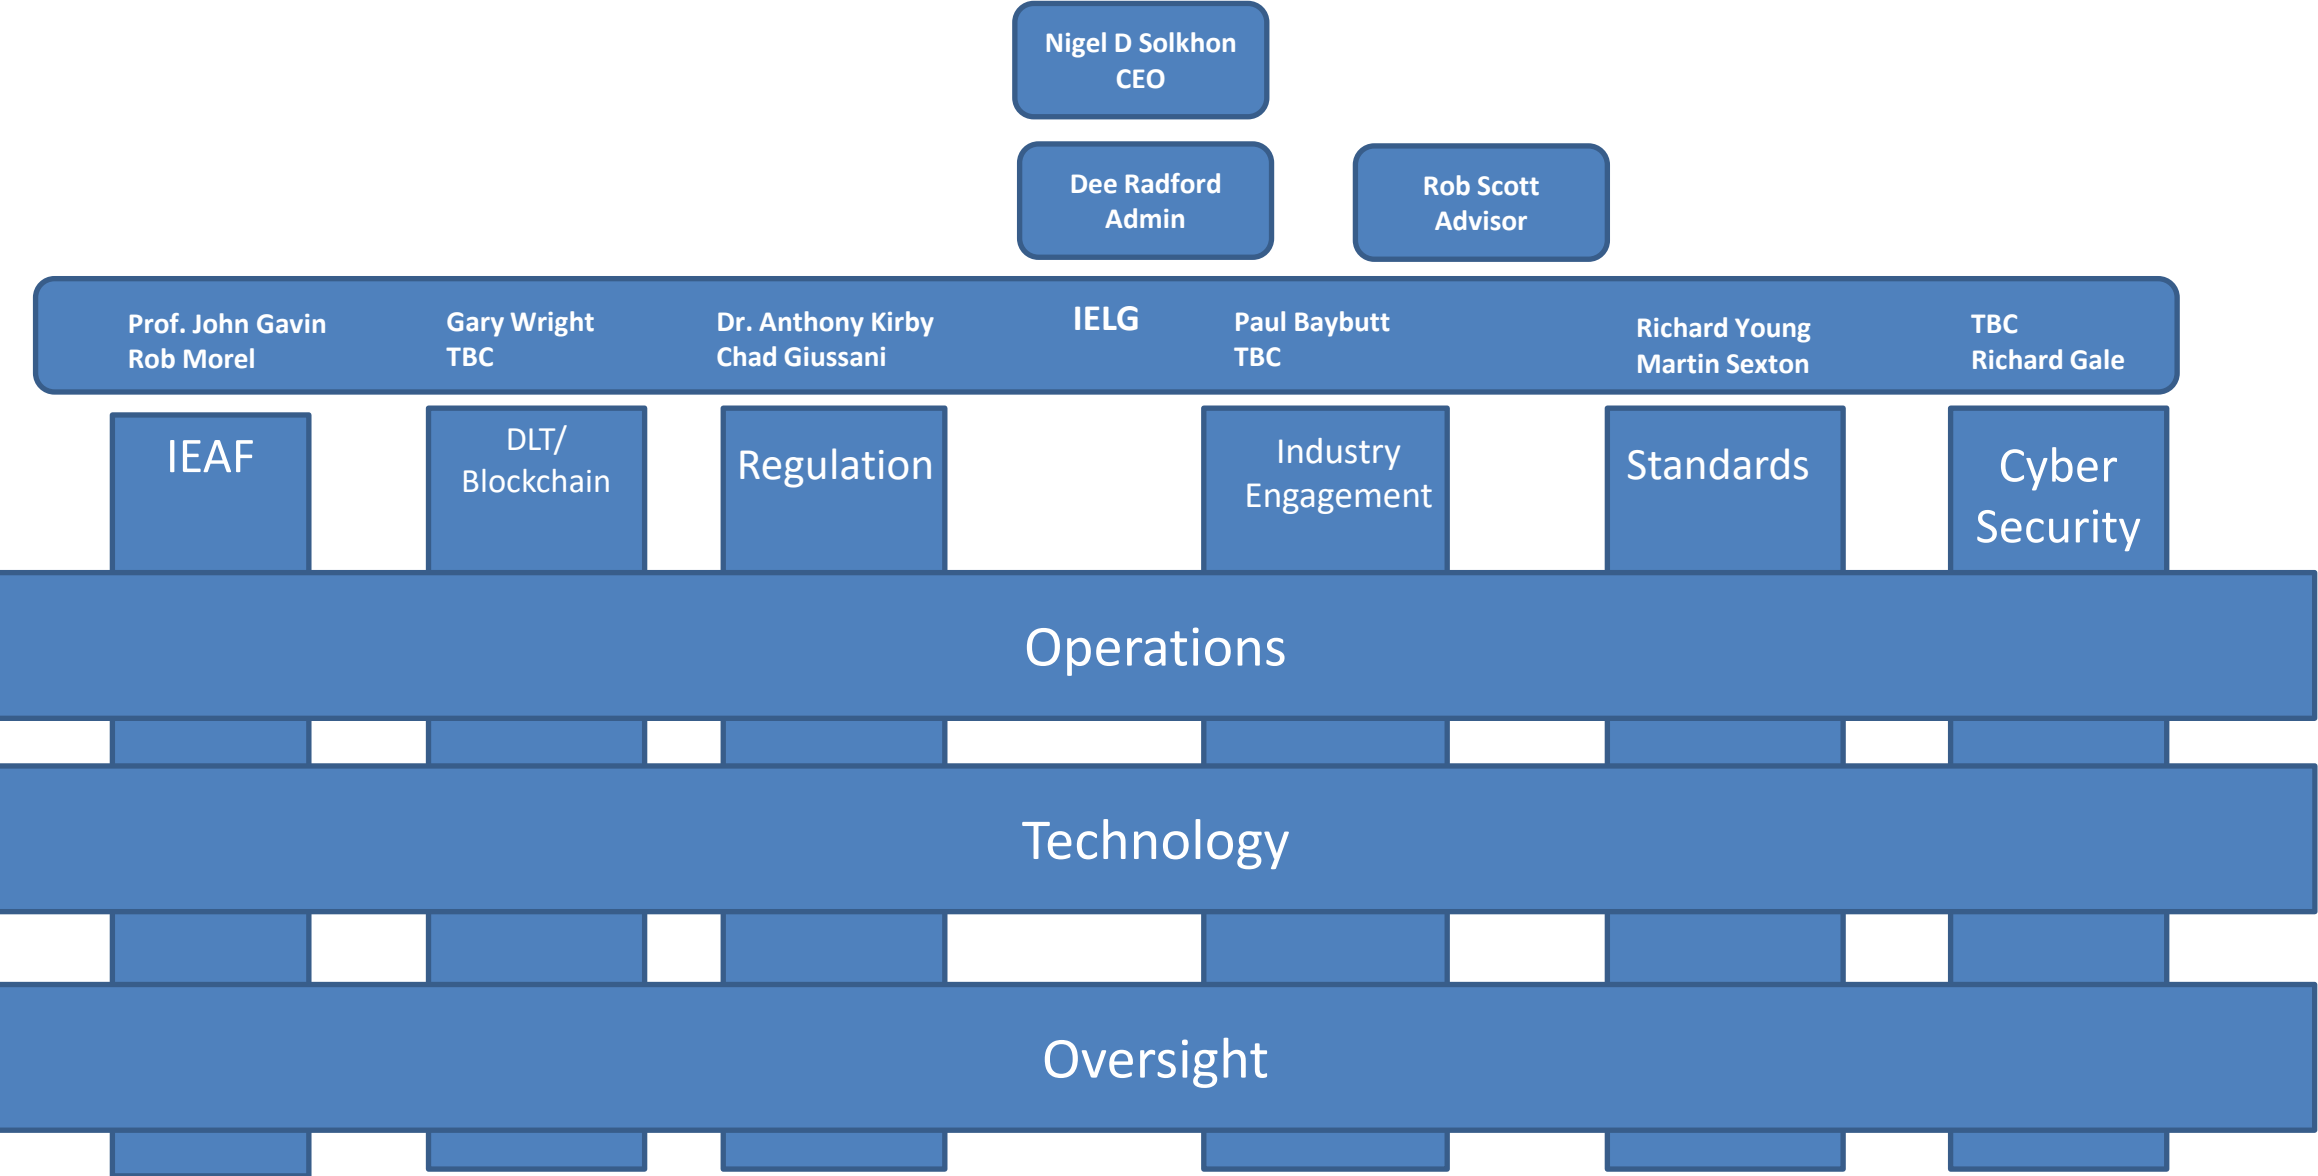 Nigel D Solkhon
CEO
Dee Radford
Admin
Rob Scott
Advisor
Prof. John Gavin
Rob Morel
Gary Wright
TBC
Dr. Anthony Kirby
Chad Giussani
IELG
Paul Baybutt
TBC
Richard Young
Martin Sexton
TBC
Richard Gale
IEAF
DLT/
Blockchain
Regulation
Industry
Engagement
Standards
Cyber
Security
Operations
Technology
Oversight